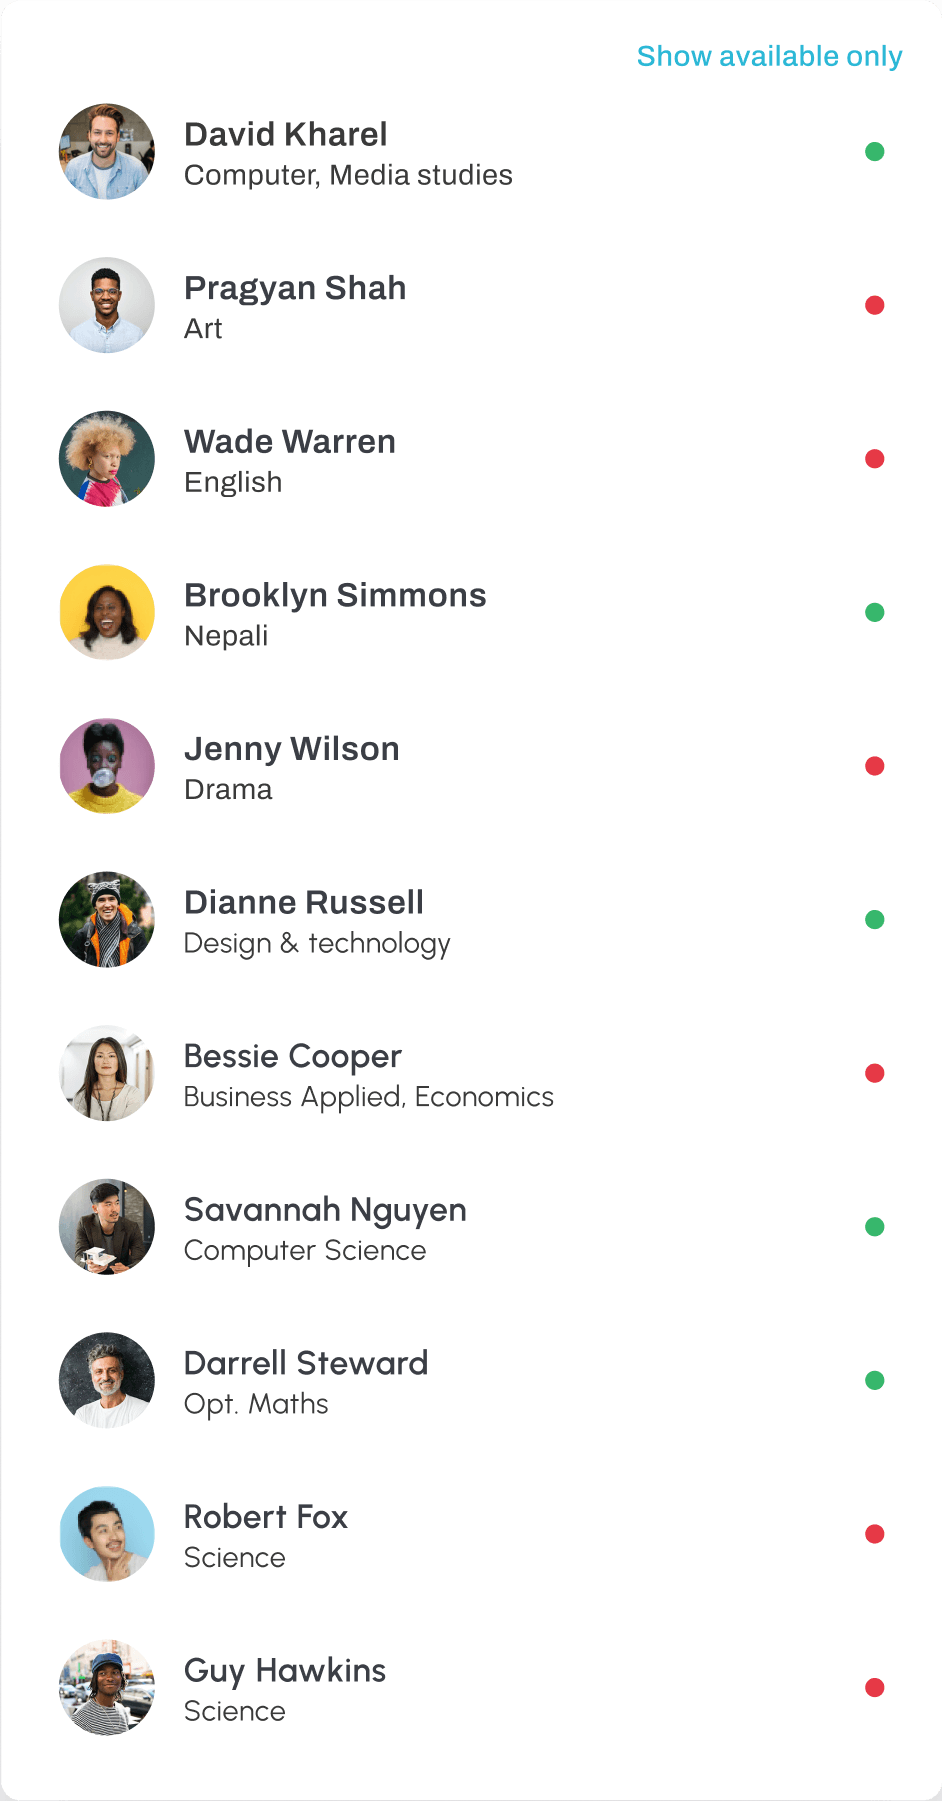 Show available only
David Kharel
Computer, Media studies
Pragyan Shah
Art
Wade Warren
English
Brooklyn Simmons
Nepali
Jenny Wilson
Drama
Dianne Russell
Design & technology
Bessie Cooper
Business Applied, Economics
Savannah Nguyen
Computer Science
Darrell Steward
Opt. Maths
Robert Fox
Science
Guy Hawkins
Science